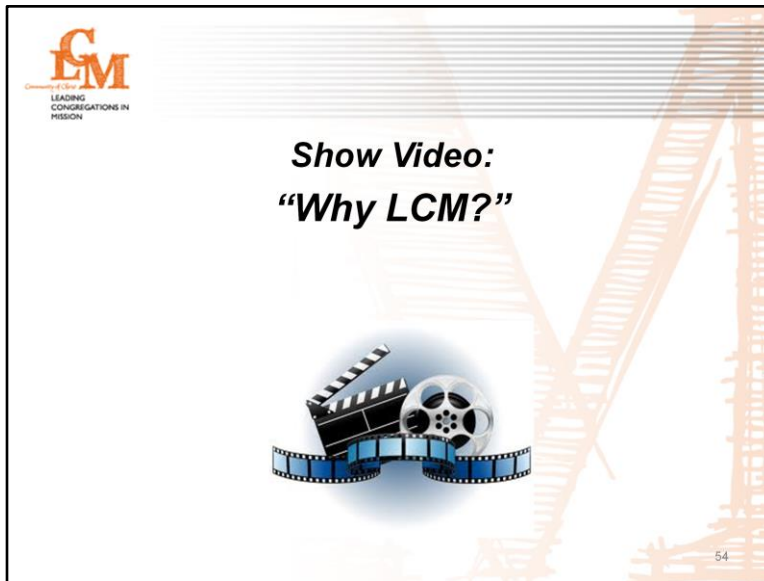 LCM
Community of Christ
LEADING
CONGREGATIONS IN
MISSION
Show Video:
“Why LCM?”
54